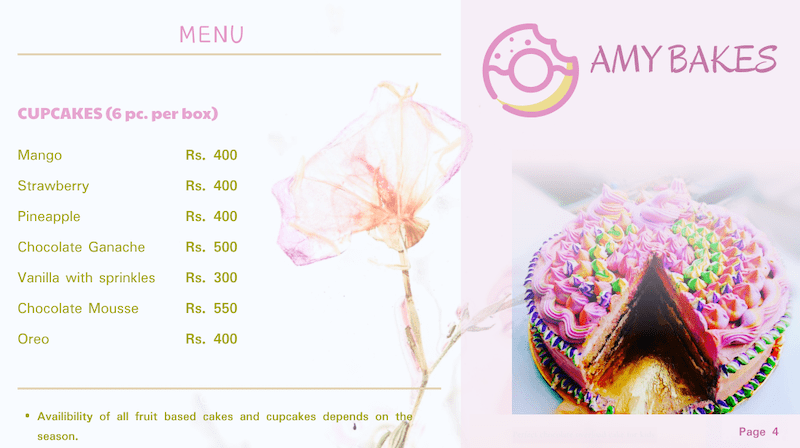 MENU
AMY BAKES
CUPCAKES (6 pc. per box)
Mango Rs. 400
Strawberry Rs. 400
Pineapple Rs. 400
Chocolate Ganache Rs. 500
Vanilla with sprinkles Rs. 300
Chocolate Mousse Rs. 550
Oreo Rs. 400
▪ Availibility of all fruit based cakes and cupcakes depends on the
season.
Page 4